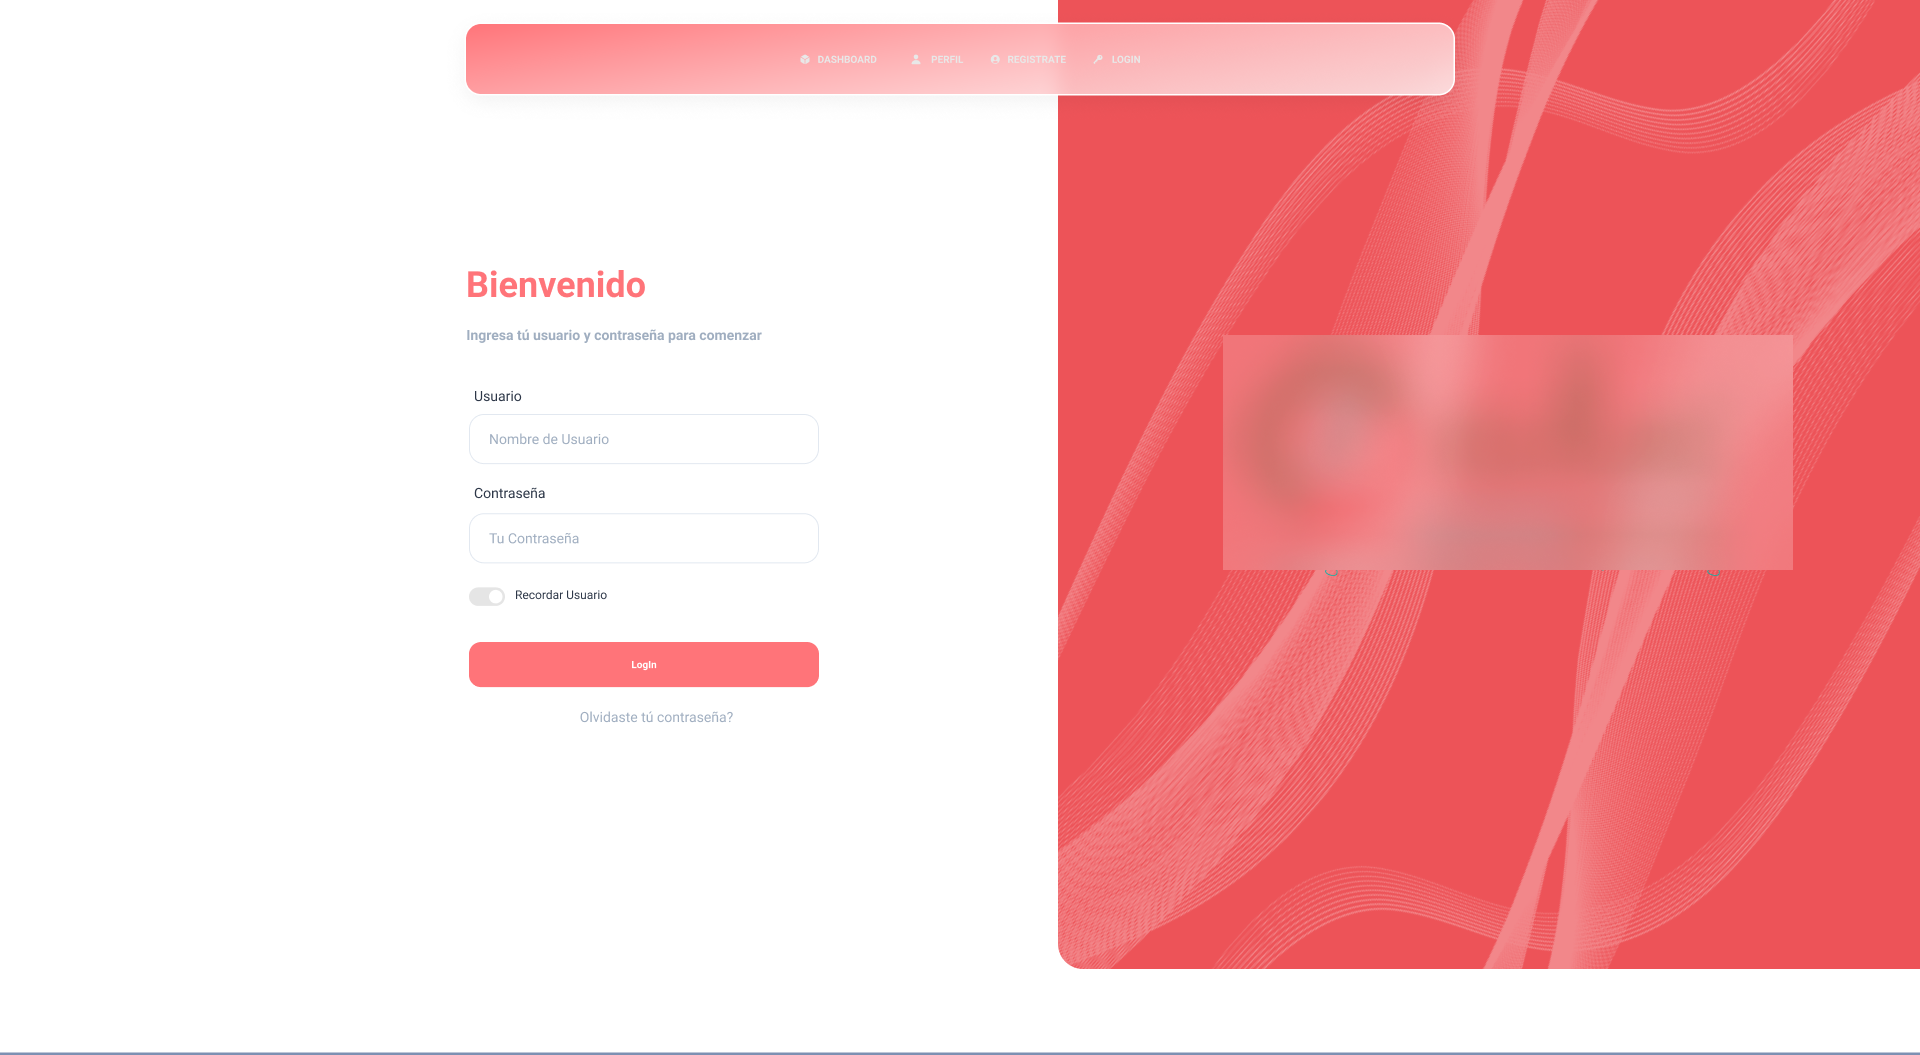 DASHBOARD PERFIL REGISTRATE LOGIN
Bienvenido
Ingresa tú usuario y contraseña para comenzar
Usuario
Nombre de Usuario
Contraseña
Tu Contraseña
Recordar Usuario
LogIn
Olvidaste tú contraseña?